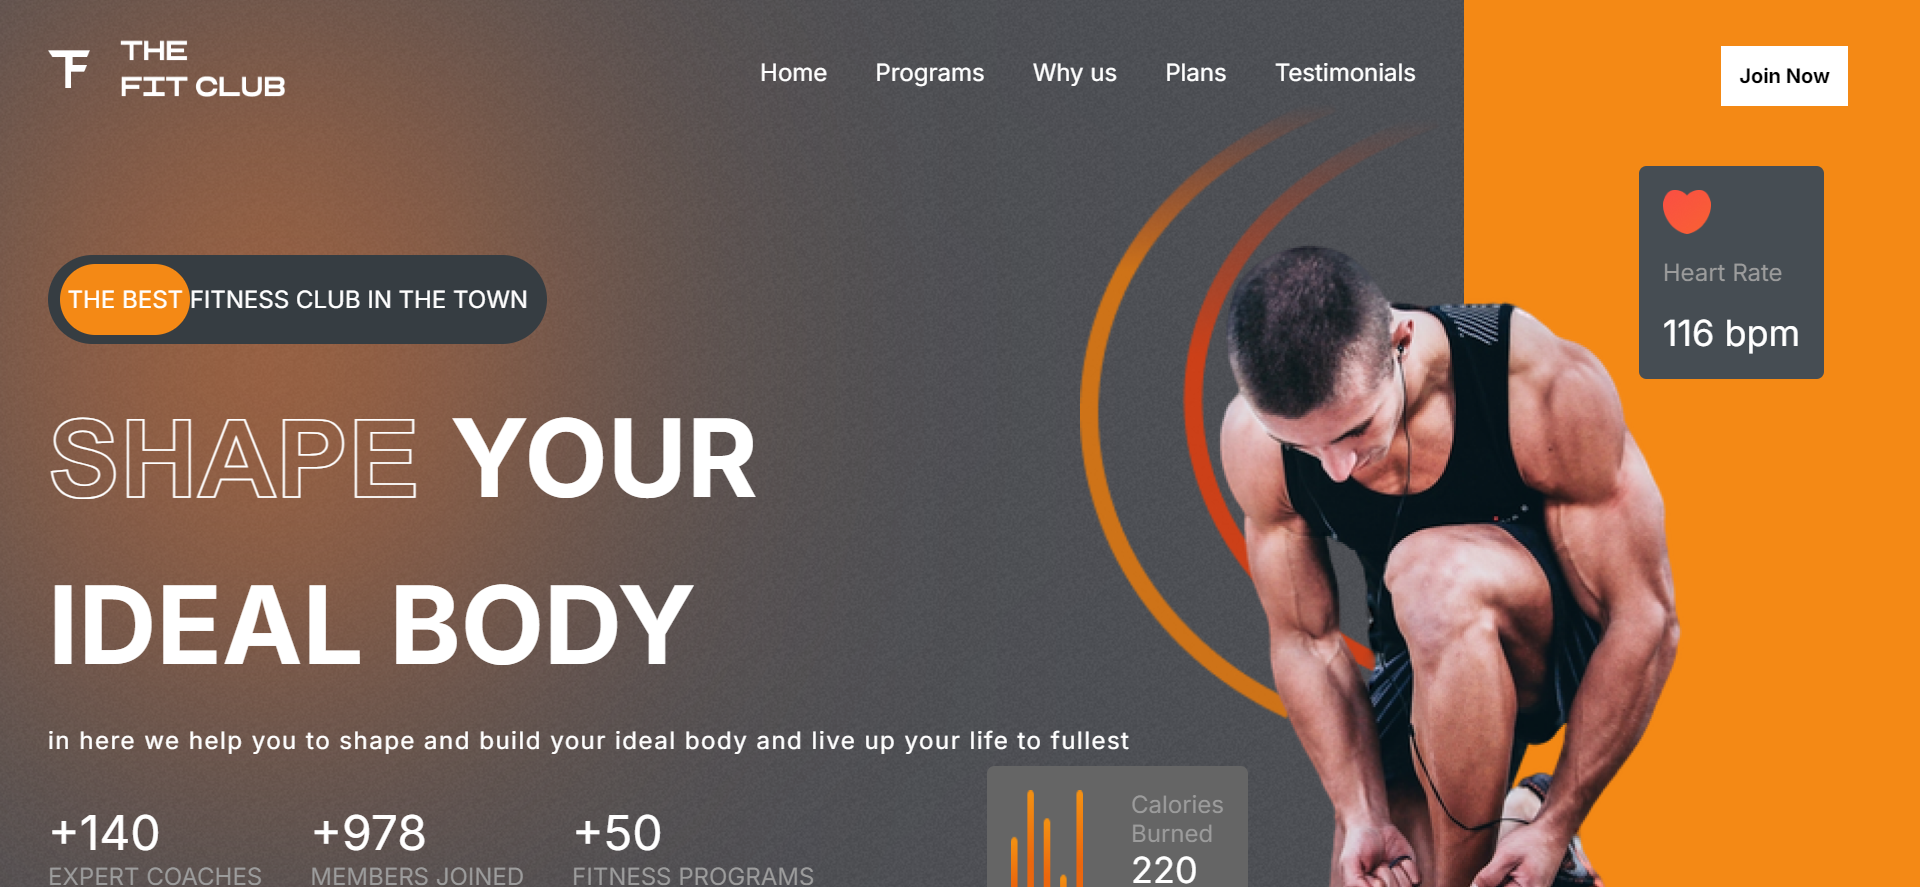 THE
FIT CLUB
Home
Programs
Why us
Plans
Testimonials
Join Now
Heart Rate
116 bpm
THE BEST FITNESS CLUB IN THE TOWN
SHAPE YOUR
IDEAL BODY
in here we help you to shape and build your ideal body and live up your life to fullest
+140
EXPERT COACHES
+978
MEMBERS JOINED
+50
FITNESS PROGRAMS
Calories
Burned
220